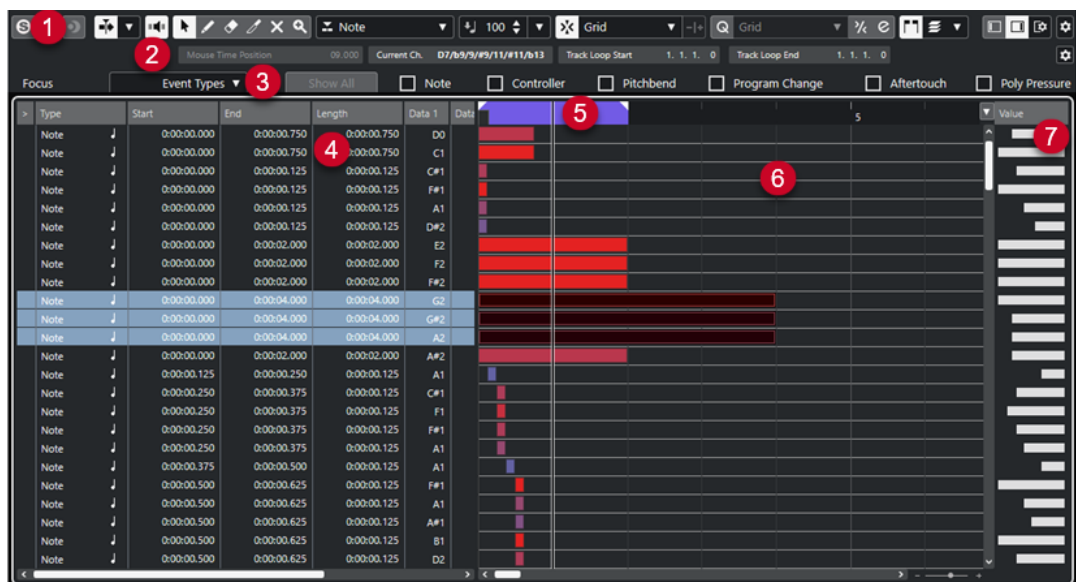 S 1 Note 100 Grid Q Grid
2 Mouse Time Position 09.000 Current Ch. D7/b9/9/#9/11/#11/b13 Track Loop Start 1. 1. 1. 0 Track Loop End 1. 1. 1. 0
Focus Event Types 3 Show All Note Controller Pitchbend Program Change Aftertouch Poly Pressure
> Type Start End Length Data 1 Data 5 5 Value
Note 0:00:00.000 0:00:00.750 0:00:00.750 D0 7
Note 0:00:00.000 0:00:00.750 4 0:00:00.750 C1
Note 0:00:00.000 0:00:00.125 0:00:00.125 C#1 6
Note 0:00:00.000 0:00:00.125 0:00:00.125 F#1
Note 0:00:00.000 0:00:00.125 0:00:00.125 A1
Note 0:00:00.000 0:00:00.125 0:00:00.125 D#2
Note 0:00:00.000 0:00:02.000 0:00:02.000 E2
Note 0:00:00.000 0:00:02.000 0:00:02.000 F2
Note 0:00:00.000 0:00:02.000 0:00:02.000 F#2
Note 0:00:00.000 0:00:04.000 0:00:04.000 G2
Note 0:00:00.000 0:00:04.000 0:00:04.000 G#2
Note 0:00:00.000 0:00:04.000 0:00:04.000 A2
Note 0:00:00.000 0:00:02.000 0:00:02.000 A#2
Note 0:00:00.125 0:00:00.250 0:00:00.125 A1
Note 0:00:00.250 0:00:00.375 0:00:00.125 C#1
Note 0:00:00.250 0:00:00.375 0:00:00.125 F1
Note 0:00:00.250 0:00:00.375 0:00:00.125 F#1
Note 0:00:00.250 0:00:00.375 0:00:00.125 A1
Note 0:00:00.375 0:00:00.500 0:00:00.125 A1
Note 0:00:00.500 0:00:00.625 0:00:00.125 F#1
Note 0:00:00.500 0:00:00.625 0:00:00.125 A1
Note 0:00:00.500 0:00:00.625 0:00:00.125 A#1
Note 0:00:00.500 0:00:00.625 0:00:00.125 B1
Note 0:00:00.500 0:00:00.625 0:00:00.125 D2